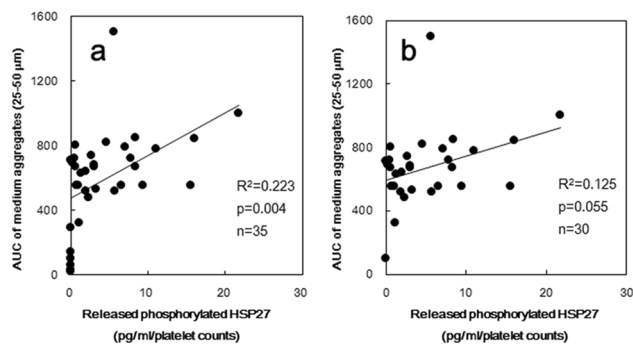 a
AUC of medium aggregates (25-50 μm)
1600
1200
800
400
0
R²=0.223
p=0.004
n=35
0
10
20
30
Released phosphorylated HSP27
(pg/ml/platelet counts)
b
AUC of medium aggregates (25-50 μm)
1600
1200
800
400
0
R²=0.125
p=0.055
n=30
0
10
20
30
Released phosphorylated HSP27
(pg/ml/platelet counts)